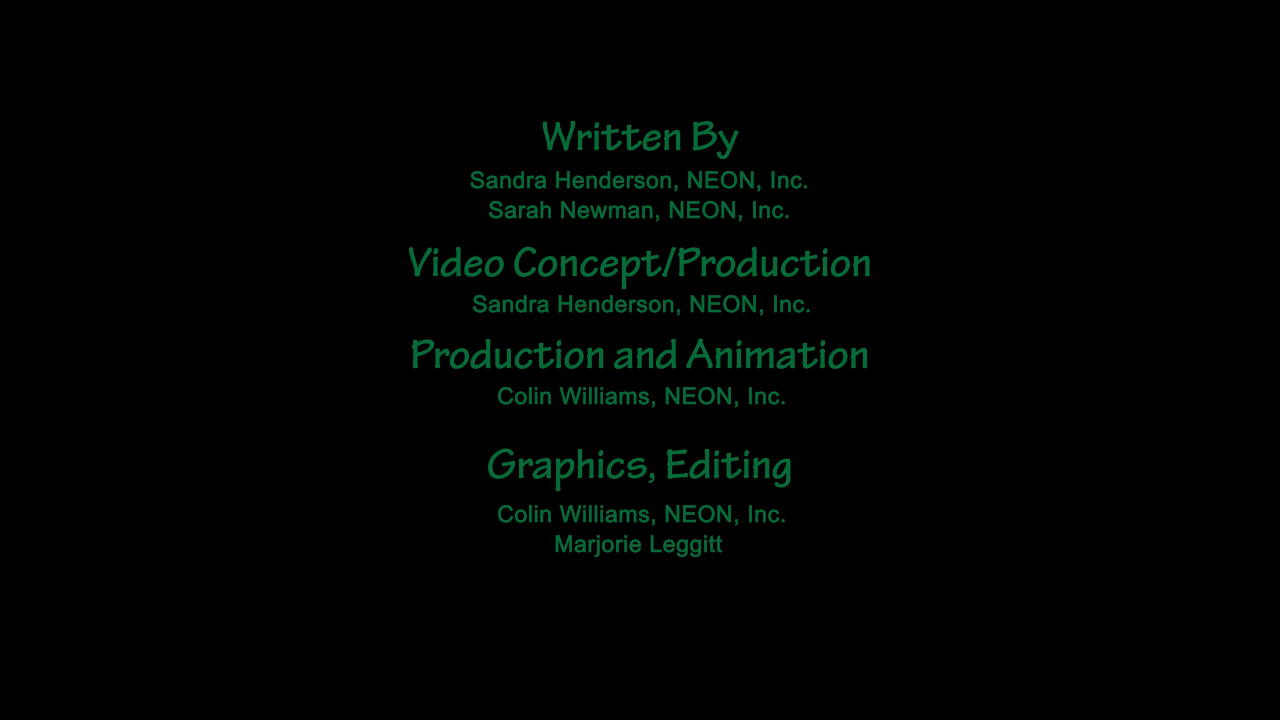 Written By
Sandra Henderson, NEON, Inc.
Sarah Newman, NEON, Inc.
Video Concept/Production
Sandra Henderson, NEON, Inc.
Production and Animation
Colin Williams, NEON, Inc.
Graphics, Editing
Colin Williams, NEON, Inc.
Marjorie Leggitt